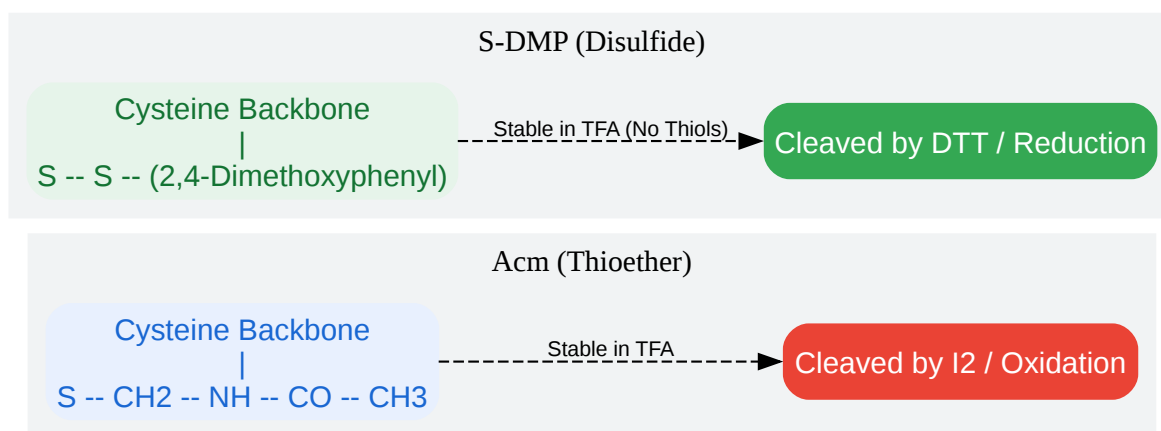 S-DMP (Disulfide)
Cysteine Backbone
|
S -- S -- (2,4-Dimethoxyphenyl)
Stable in TFA (No Thiols)
Cleaved by DTT / Reduction
Acm (Thioether)
Cysteine Backbone
|
S -- CH2 -- NH -- CO -- CH3
Stable in TFA
Cleaved by I2 / Oxidation